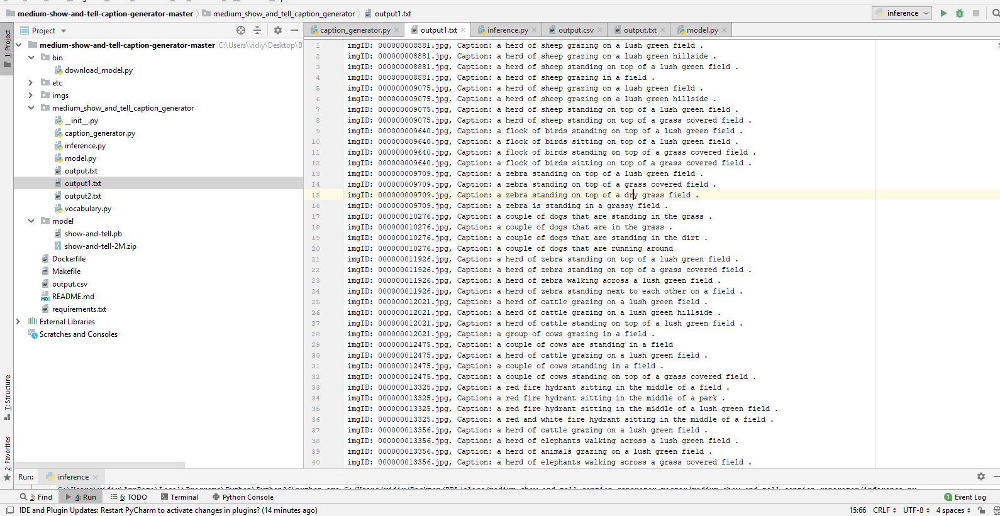 medium-show-and-tell-caption-generator-master medium_show_and_tell_caption_generator output1.txt inference
Project
caption_generator.py output1.txt inference.py output.csv output.txt model.py
1: Project
7: Structure
2: Favorites
medium-show-and-tell-caption-generator-master C:\Users\vidiy\Desktop\B
bin
download_model.py
etc
imgs
medium_show_and_tell_caption_generator
__init__.py
caption_generator.py
inference.py
model.py
output.txt
output1.txt
output2.txt
vocabulary.py
model
show-and-tell.pb
show-and-tell-2M.zip
Dockerfile
Makefile
output.csv
README.md
requirements.txt
External Libraries
Scratches and Consoles
1 imgID: 000000008881.jpg, Caption: a herd of sheep grazing on a lush green field .
2 imgID: 000000008881.jpg, Caption: a herd of sheep grazing on a lush green hillside .
3 imgID: 000000008881.jpg, Caption: a herd of sheep standing on top of a lush green field .
4 imgID: 000000008881.jpg, Caption: a herd of sheep grazing in a field .
5 imgID: 000000009075.jpg, Caption: a herd of sheep grazing on a lush green field .
6 imgID: 000000009075.jpg, Caption: a herd of sheep grazing on a lush green hillside .
7 imgID: 000000009075.jpg, Caption: a herd of sheep standing on top of a lush green field .
8 imgID: 000000009075.jpg, Caption: a herd of sheep standing on top of a grass covered field .
9 imgID: 000000009640.jpg, Caption: a flock of birds standing on top of a lush green field .
10 imgID: 000000009640.jpg, Caption: a flock of birds sitting on top of a lush green field .
11 imgID: 000000009640.jpg, Caption: a flock of birds standing on top of a grass covered field .
12 imgID: 000000009640.jpg, Caption: a flock of birds sitting on top of a grass covered field .
13 imgID: 000000009709.jpg, Caption: a zebra standing on top of a lush green field .
14 imgID: 000000009709.jpg, Caption: a zebra standing on top of a grass covered field .
15 imgID: 000000009709.jpg, Caption: a zebra standing on top of a dry grass field .
16 imgID: 000000009709.jpg, Caption: a zebra is standing in a grassy field .
17 imgID: 000000010276.jpg, Caption: a couple of dogs that are standing in the grass .
18 imgID: 000000010276.jpg, Caption: a couple of dogs that are in the grass .
19 imgID: 000000010276.jpg, Caption: a couple of dogs that are standing in the dirt .
20 imgID: 000000010276.jpg, Caption: a couple of dogs that are running around
21 imgID: 000000011926.jpg, Caption: a herd of zebra standing on top of a lush green field .
22 imgID: 000000011926.jpg, Caption: a herd of zebra standing on top of a grass covered field .
23 imgID: 000000011926.jpg, Caption: a herd of zebra walking across a lush green field .
24 imgID: 000000011926.jpg, Caption: a herd of zebra standing next to each other on a field .
25 imgID: 000000012021.jpg, Caption: a herd of cattle grazing on a lush green field .
26 imgID: 000000012021.jpg, Caption: a herd of cattle grazing on a lush green hillside .
27 imgID: 000000012021.jpg, Caption: a herd of cattle standing on top of a lush green field .
28 imgID: 000000012021.jpg, Caption: a group of cows grazing in a field .
29 imgID: 000000012475.jpg, Caption: a couple of cows are standing in a field
30 imgID: 000000012475.jpg, Caption: a herd of cattle grazing on a lush green field .
31 imgID: 000000012475.jpg, Caption: a couple of cows standing in a field .
32 imgID: 000000012475.jpg, Caption: a couple of cows standing on top of a grass covered field .
33 imgID: 000000013325.jpg, Caption: a red fire hydrant sitting in the middle of a field .
34 imgID: 000000013325.jpg, Caption: a red fire hydrant sitting in the middle of a park .
35 imgID: 000000013325.jpg, Caption: a red fire hydrant sitting in the middle of a lush green field .
36 imgID: 000000013325.jpg, Caption: a red and white fire hydrant sitting in the middle of a field .
37 imgID: 000000013356.jpg, Caption: a herd of cattle grazing on a lush green field .
38 imgID: 000000013356.jpg, Caption: a herd of elephants walking across a lush green field .
39 imgID: 000000013356.jpg, Caption: a herd of animals grazing on a lush green field .
40 imgID: 000000013356.jpg, Caption: a herd of elephants walking across a grass covered field .
Run: inference
3: Find 4: Run 6: TODO Terminal Python Console 1 Event Log
IDE and Plugin Updates: Restart PyCharm to activate changes in plugins? (14 minutes ago) 15:66 CRLF UTF-8 4 spaces